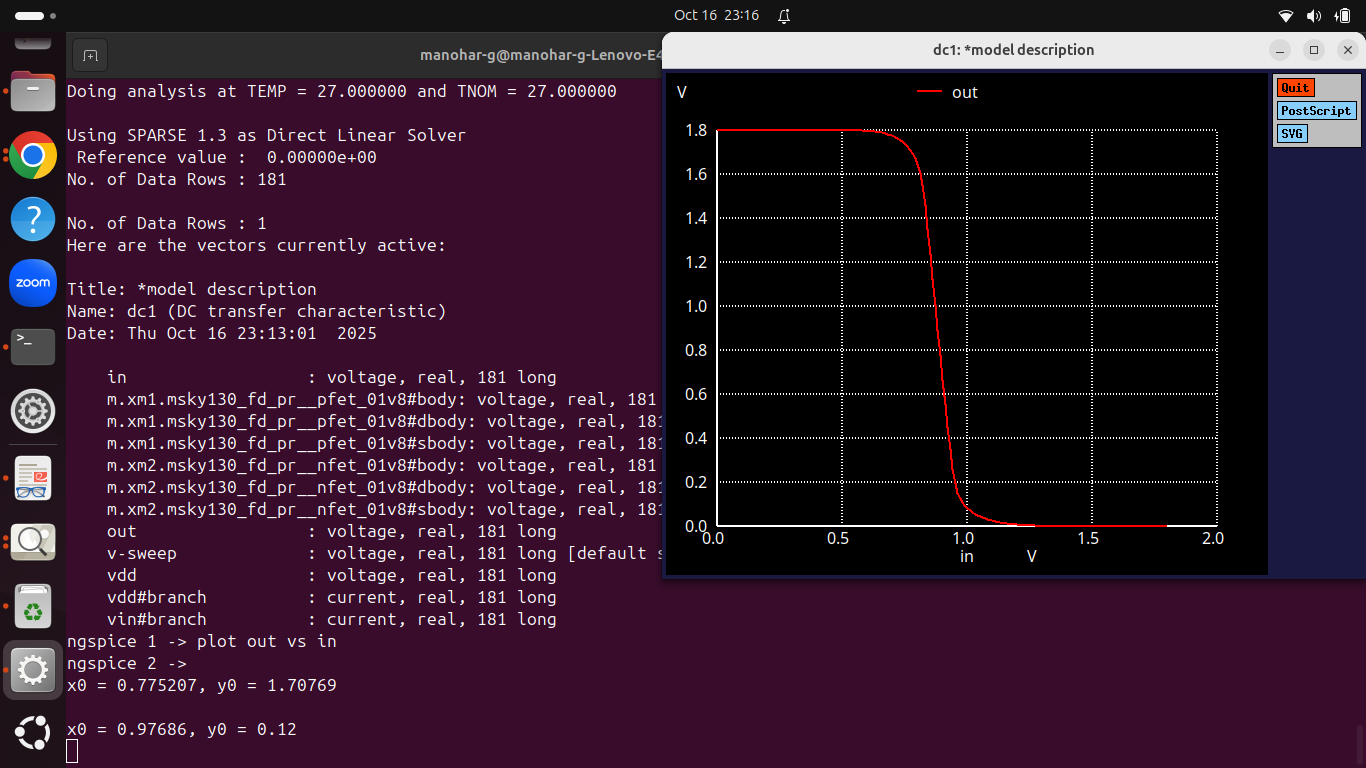 Oct 16 23:16
manohar-g@manohar-g-Lenovo-E4
Doing analysis at TEMP = 27.000000 and TNOM = 27.000000
Using SPARSE 1.3 as Direct Linear Solver
Reference value : 0.00000e+00
No. of Data Rows : 181
No. of Data Rows : 1
Here are the vectors currently active:
Title: *model description
Name: dc1 (DC transfer characteristic)
Date: Thu Oct 16 23:13:01 2025
in : voltage, real, 181 long
m.xm1.msky130_fd_pr__pfet_01v8#body: voltage, real, 181
m.xm1.msky130_fd_pr__pfet_01v8#dbody: voltage, real, 181
m.xm1.msky130_fd_pr__pfet_01v8#sbody: voltage, real, 181
m.xm2.msky130_fd_pr__nfet_01v8#body: voltage, real, 181
m.xm2.msky130_fd_pr__nfet_01v8#dbody: voltage, real, 181
m.xm2.msky130_fd_pr__nfet_01v8#sbody: voltage, real, 181
out : voltage, real, 181 long
v-sweep : voltage, real, 181 long [default s
vdd : voltage, real, 181 long
vdd#branch : current, real, 181 long
vin#branch : current, real, 181 long
ngspice 1 -> plot out vs in
ngspice 2 ->
x0 = 0.775207, y0 = 1.70769
x0 = 0.97686, y0 = 0.12
dc1: *model description
V
out
1.8
1.6
1.4
1.2
1.0
0.8
0.6
0.4
0.2
0.0
0.0 0.5 1.0 1.5 2.0
in V
Quit
PostScript
SVG
zoom
?
>_